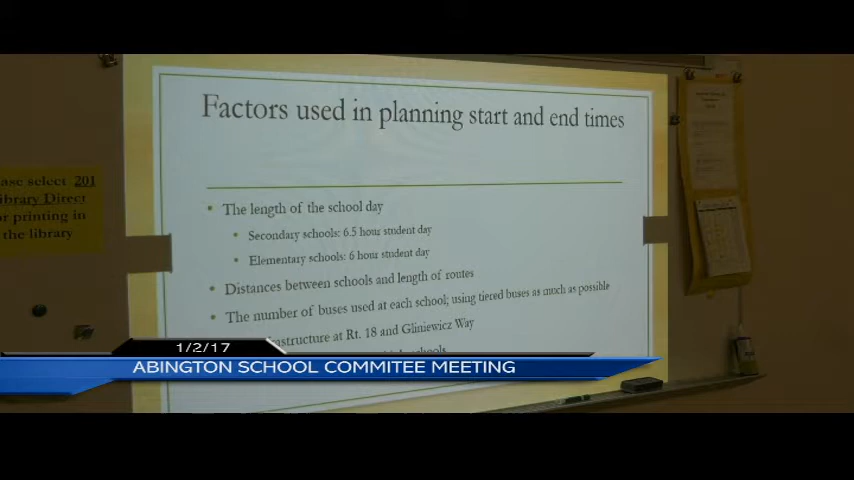 Factors used in planning start and end times
• The length of the school day
• Secondary schools: 6.5 hour student day
• Elementary schools: 6 hour student day
• Distances between schools and length of routes
• The number of buses used at each school; using tiered buses as much as possible
at Rt. 18 and Gliniewicz Way
schools
select 201
Direct
printing in
the library
1/2/17
ABINGTON SCHOOL COMMITEE MEETING